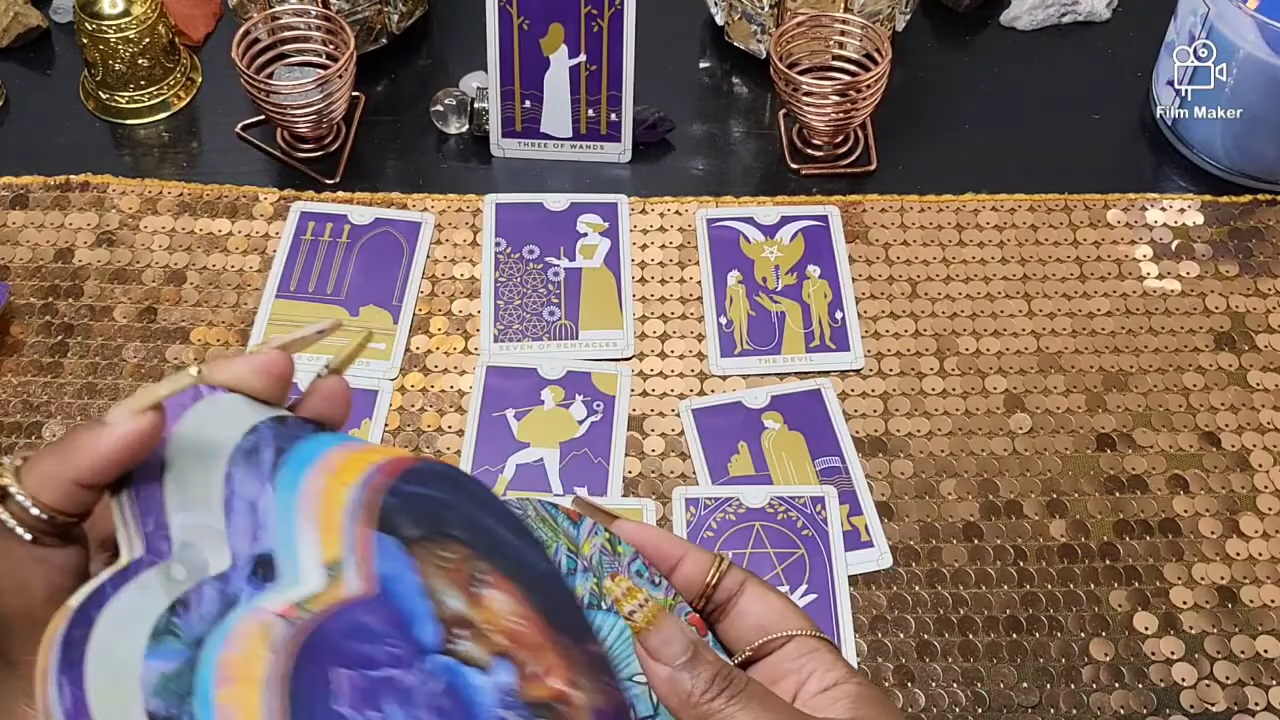 Film Maker
THREE OF WANDS
SEVEN OF PENTACLES
THE DEVIL